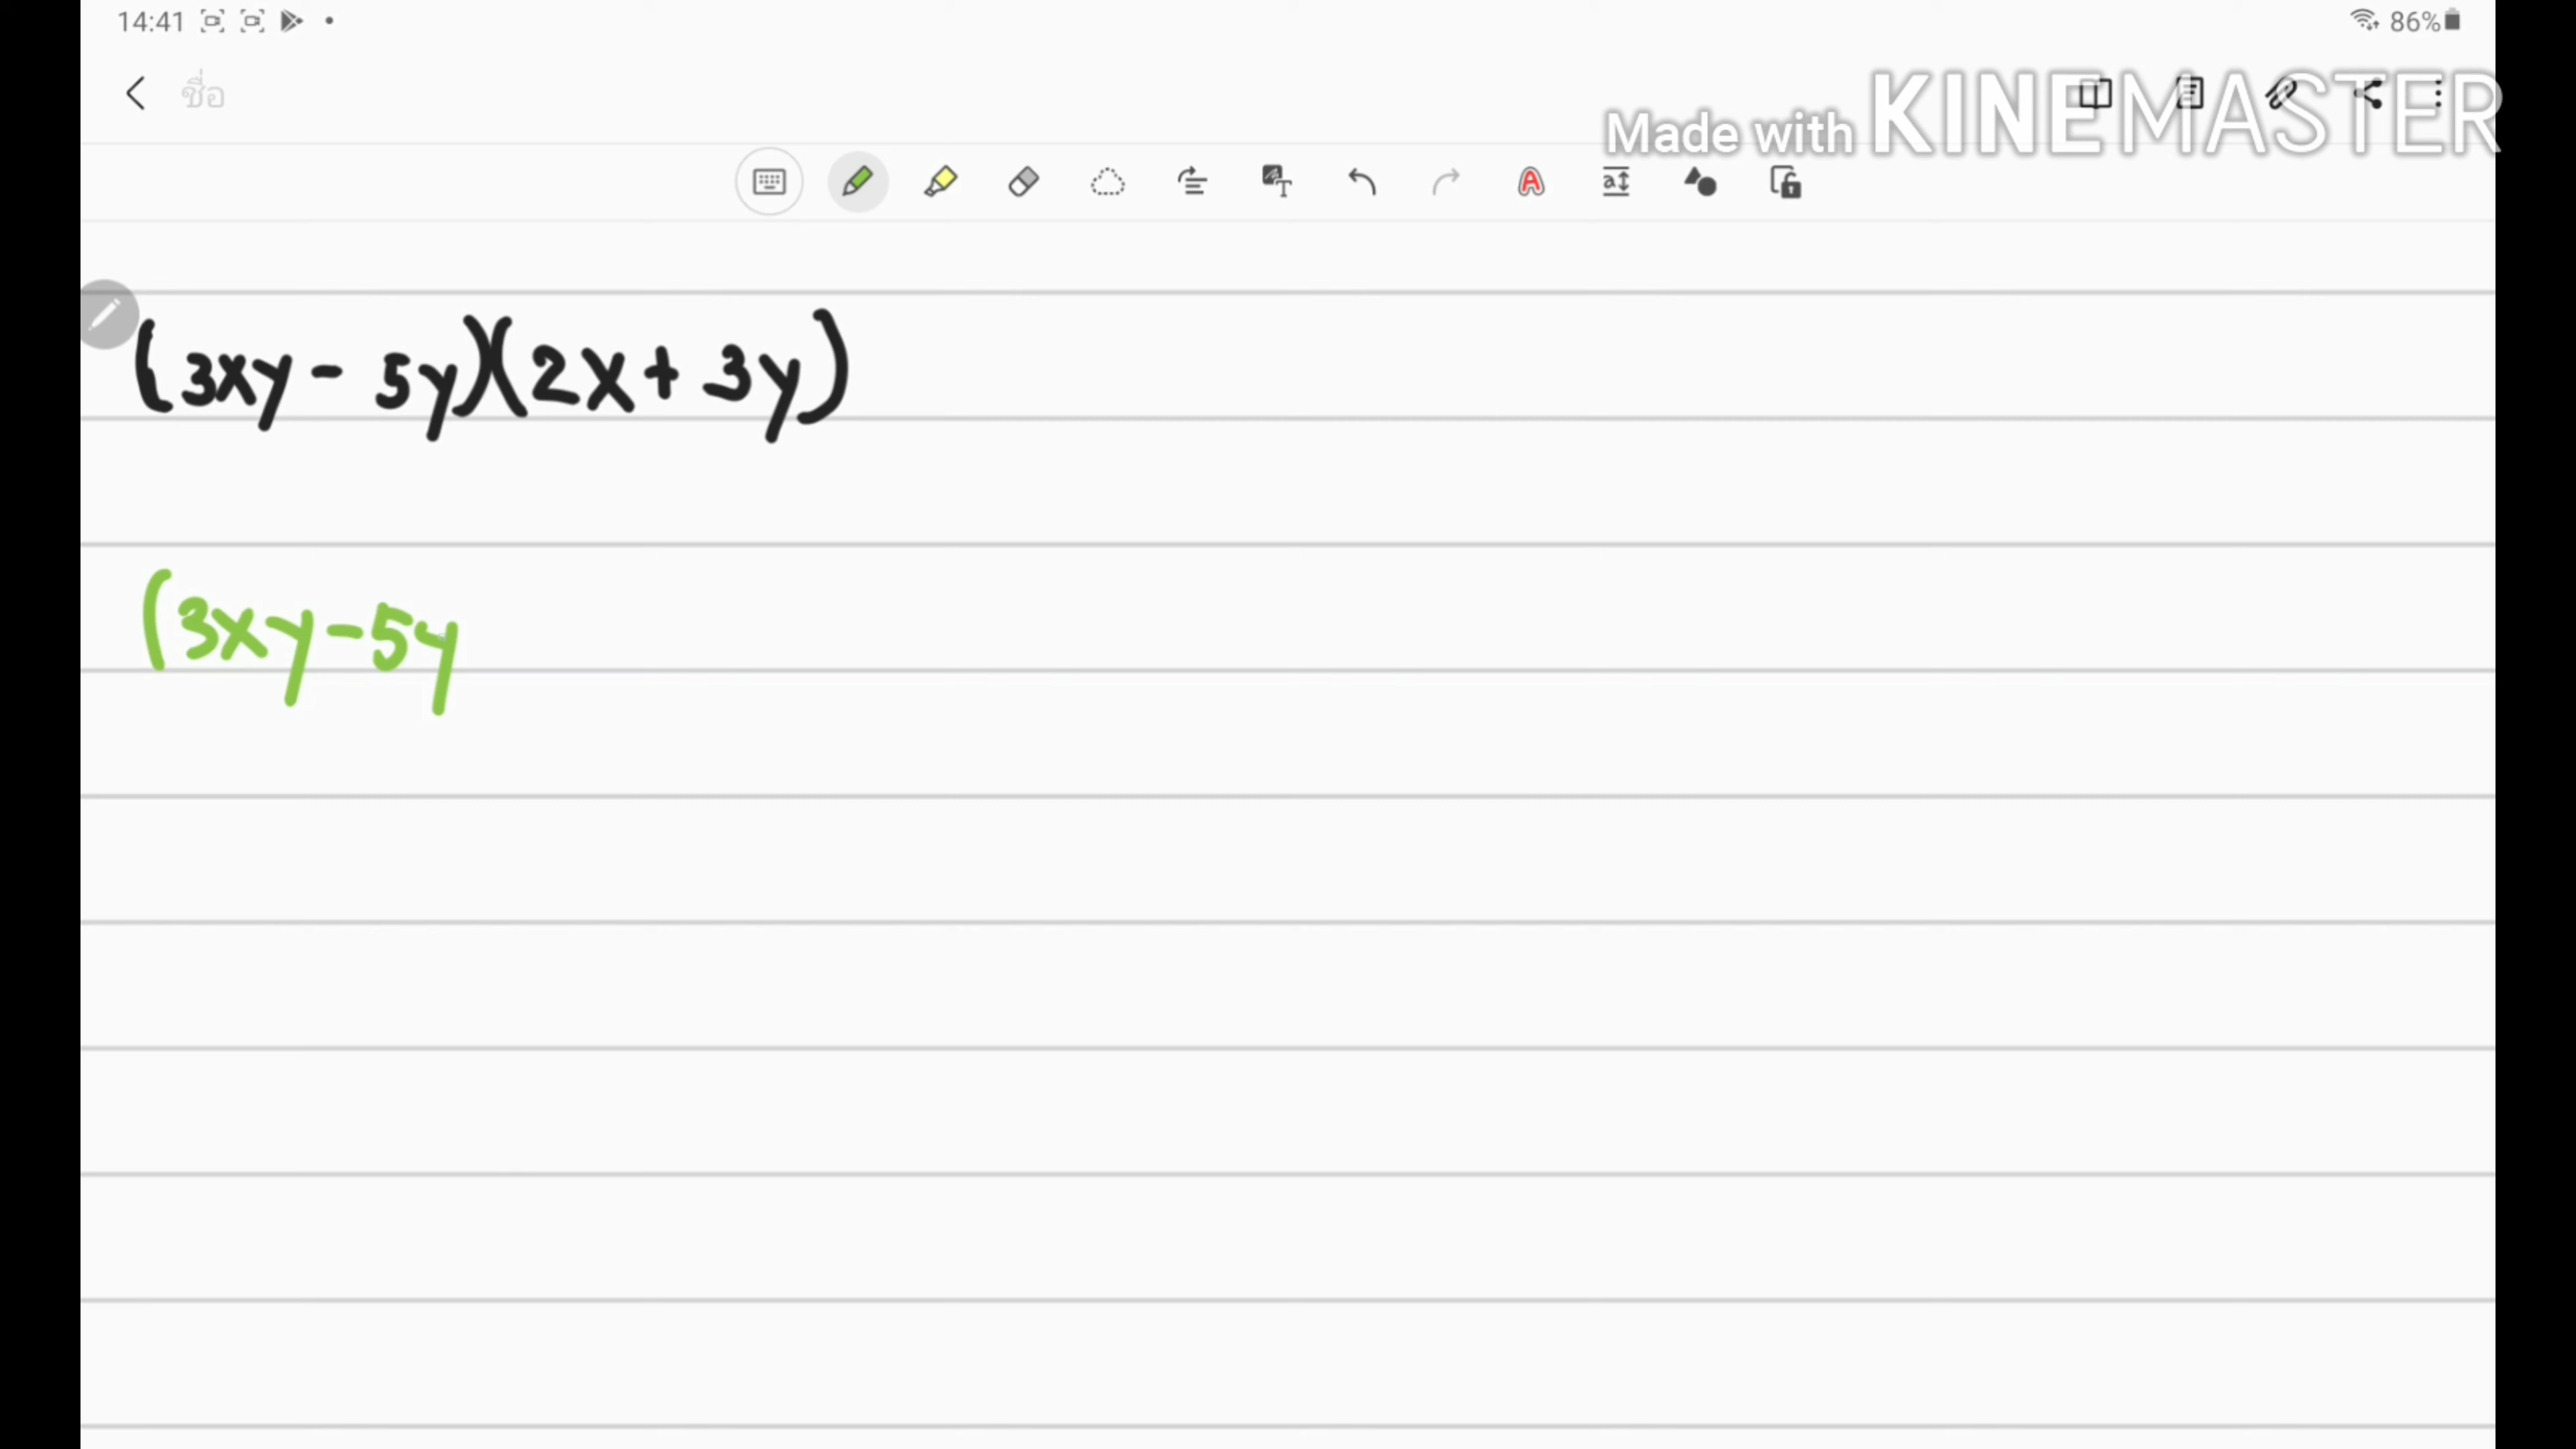 14:41 86%
ชื่อ
Made with KINEMASTER
(3xy - 5y)(2x + 3y)
(3xy - 5y